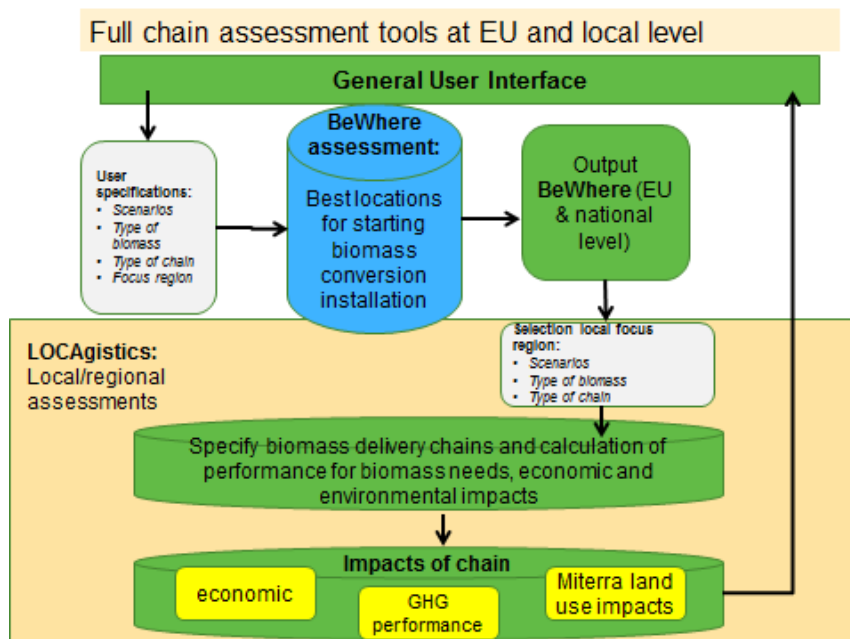 Full chain assessment tools at EU and local level
General User Interface
BeWhere
assessment:
Best locations
for starting
biomass
conversion
installation
User
specifications:
• Scenarios
• Type of
biomass
• Type of chain
• Focus region
Output
BeWhere (EU
& national
level)
Selection local focus
region:
• Scenarios
• Type of biomass
• Type of chain
LOCAgistics:
Local/regional
assessments
Specify biomass delivery chains and calculation of
performance for biomass needs, economic and
environmental impacts
Impacts of chain
economic
GHG
performance
Miterra land
use impacts